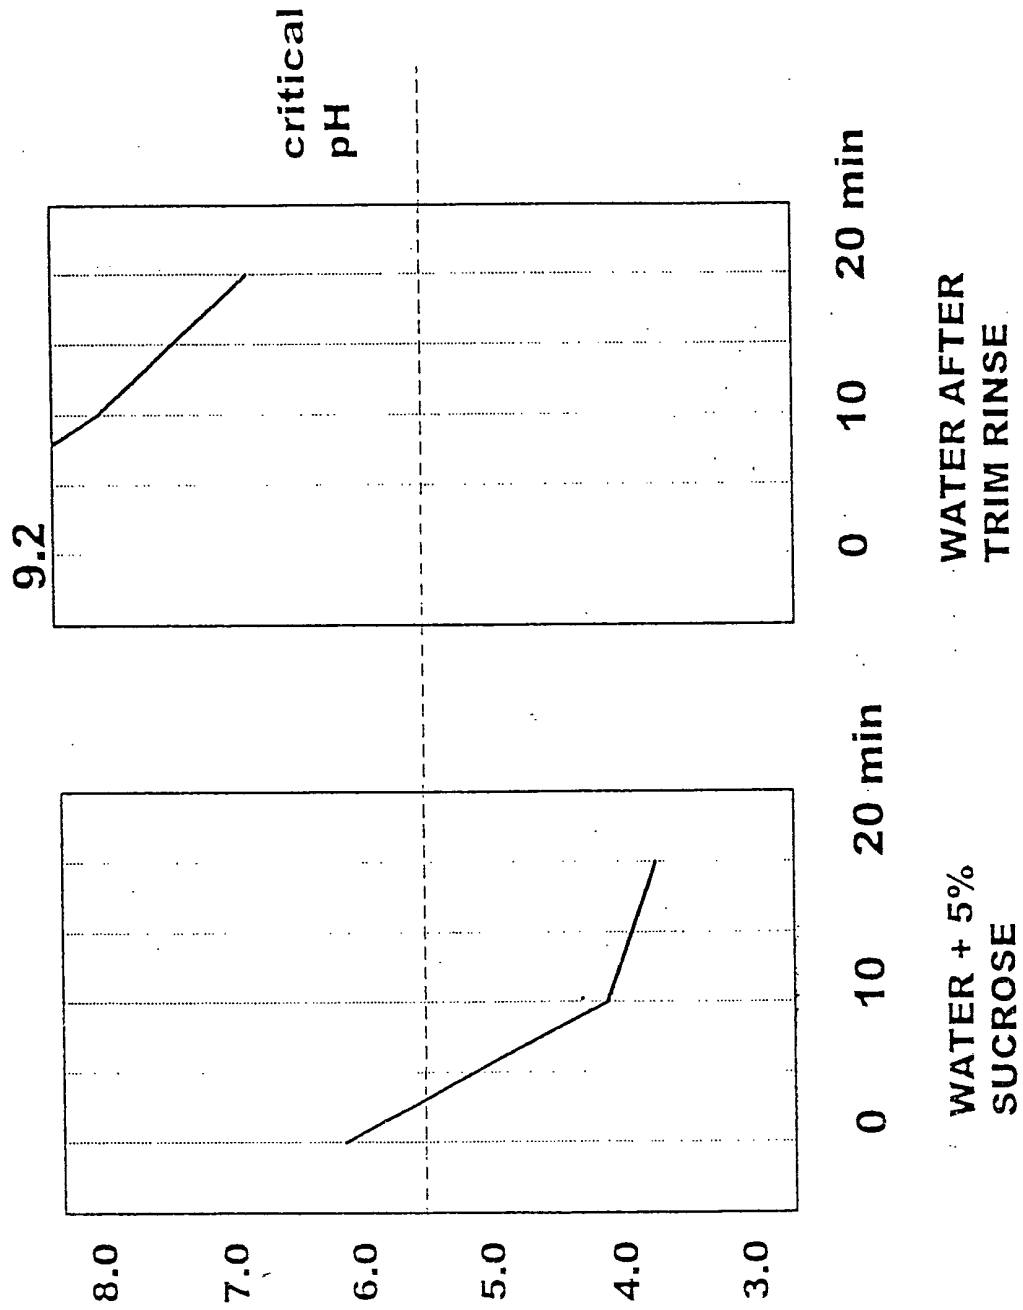 9.2
critical
pH
8.0
7.0
6.0
5.0
4.0
3.0
0 10 20 min
0 10 20 min
WATER + 5%
SUCROSE
WATER AFTER
TRIM RINSE